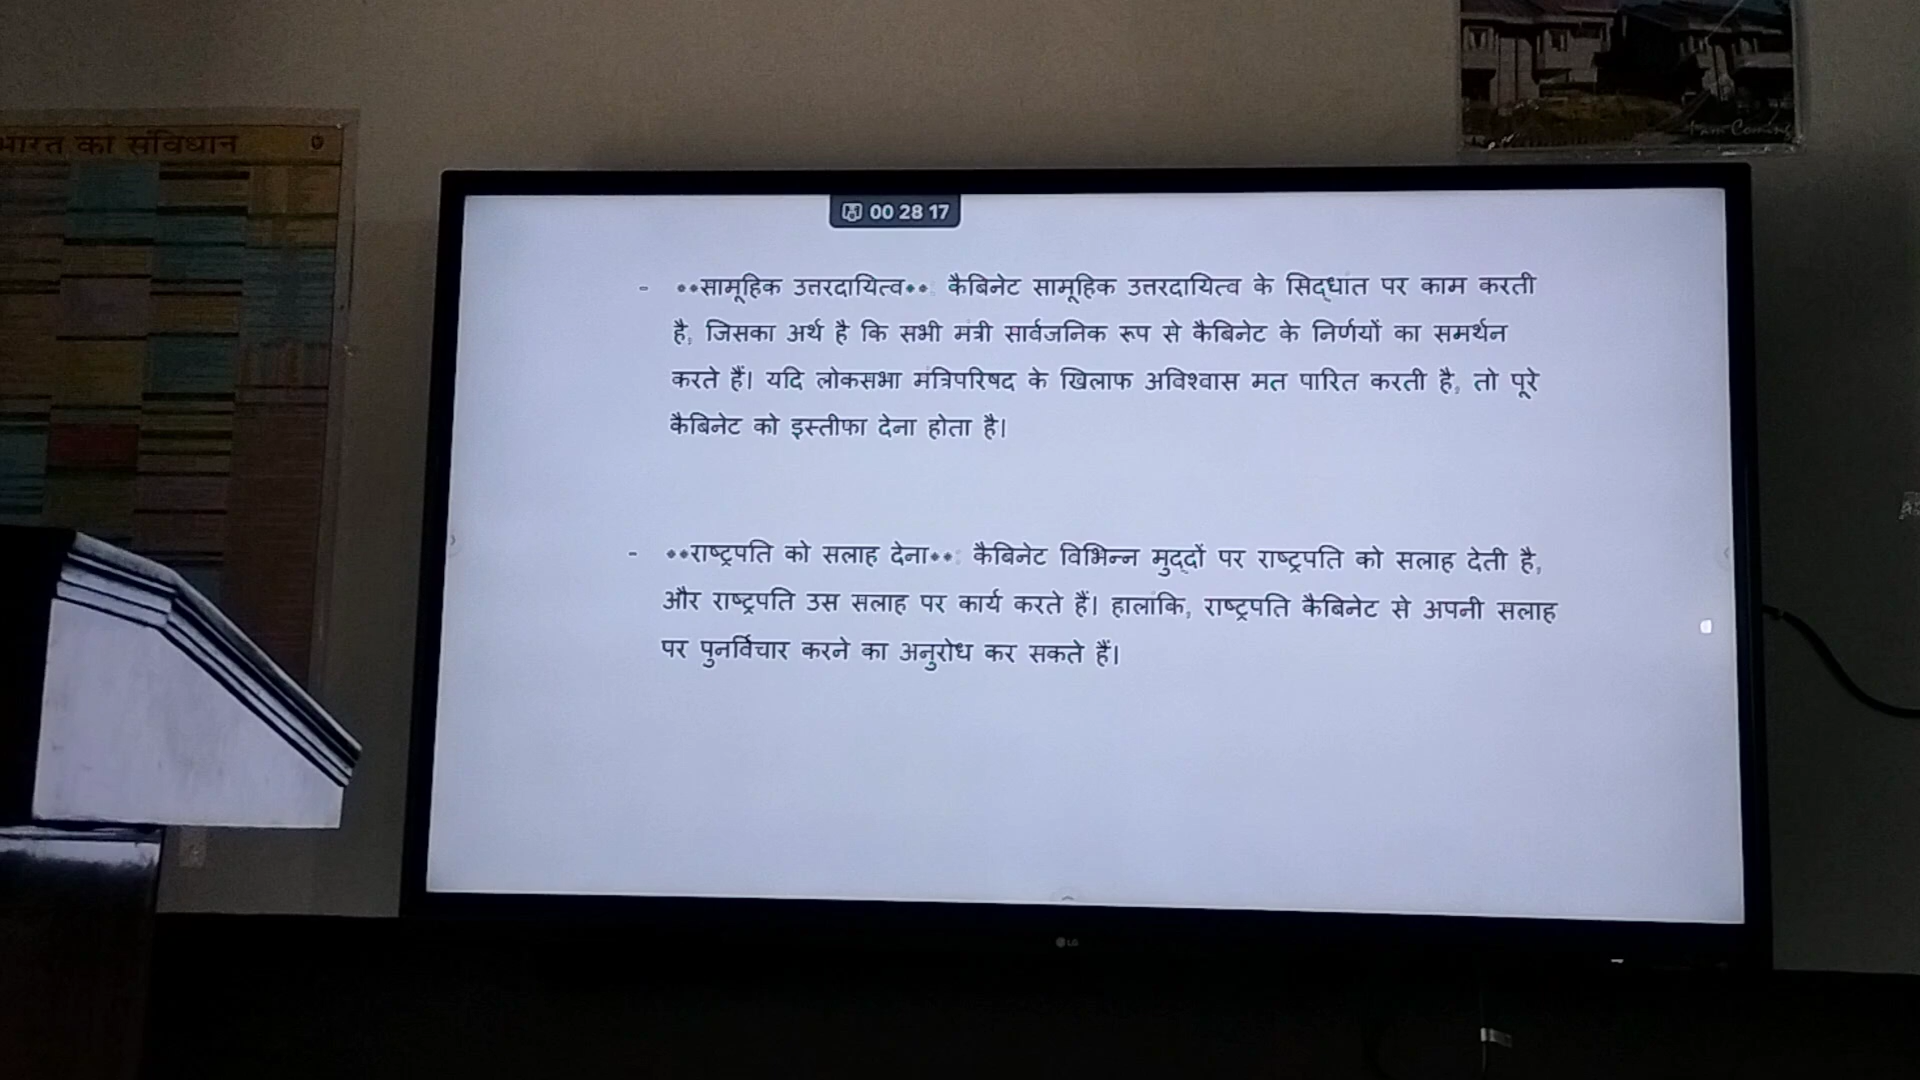 भारत का संविधान
I am Coming
00 28 17
- **सामूहिक उत्तरदायित्व**: कैबिनेट सामूहिक उत्तरदायित्व के सिद्धांत पर काम करती
है, जिसका अर्थ है कि सभी मंत्री सार्वजनिक रूप से कैबिनेट के निर्णयों का समर्थन
करते हैं। यदि लोकसभा मंत्रिपरिषद के खिलाफ अविश्वास मत पारित करती है, तो पूरे
कैबिनेट को इस्तीफा देना होता है।
- **राष्ट्रपति को सलाह देना**: कैबिनेट विभिन्न मुद्दों पर राष्ट्रपति को सलाह देती है,
और राष्ट्रपति उस सलाह पर कार्य करते हैं। हालांकि, राष्ट्रपति कैबिनेट से अपनी सलाह
पर पुनर्विचार करने का अनुरोध कर सकते हैं।
LG